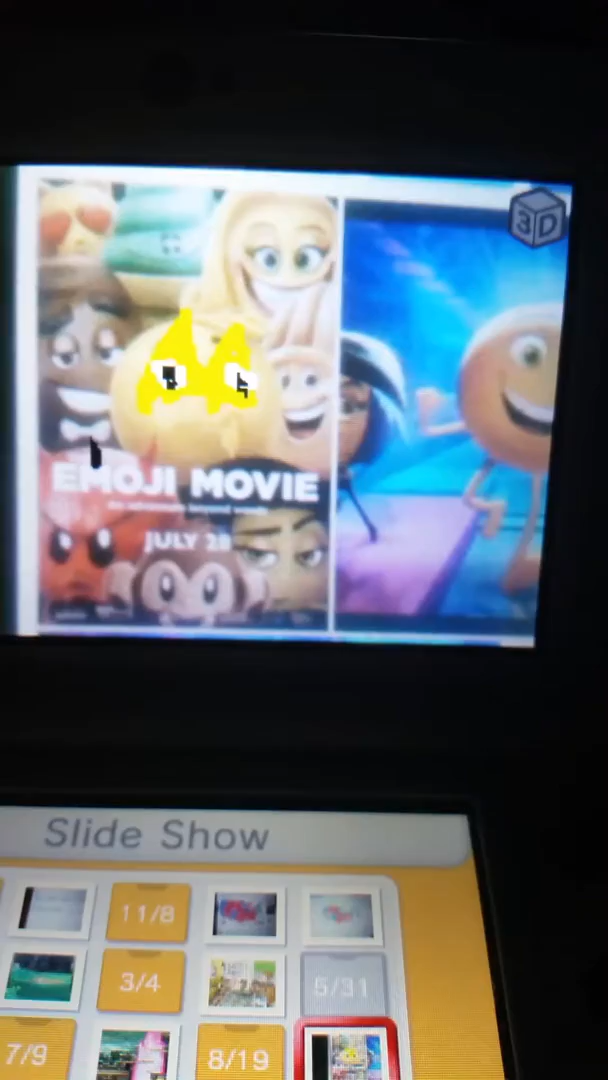 3D
EMOJI MOVIE
JULY 28
Slide Show
11/8
3/4
5/31
7/9
8/19